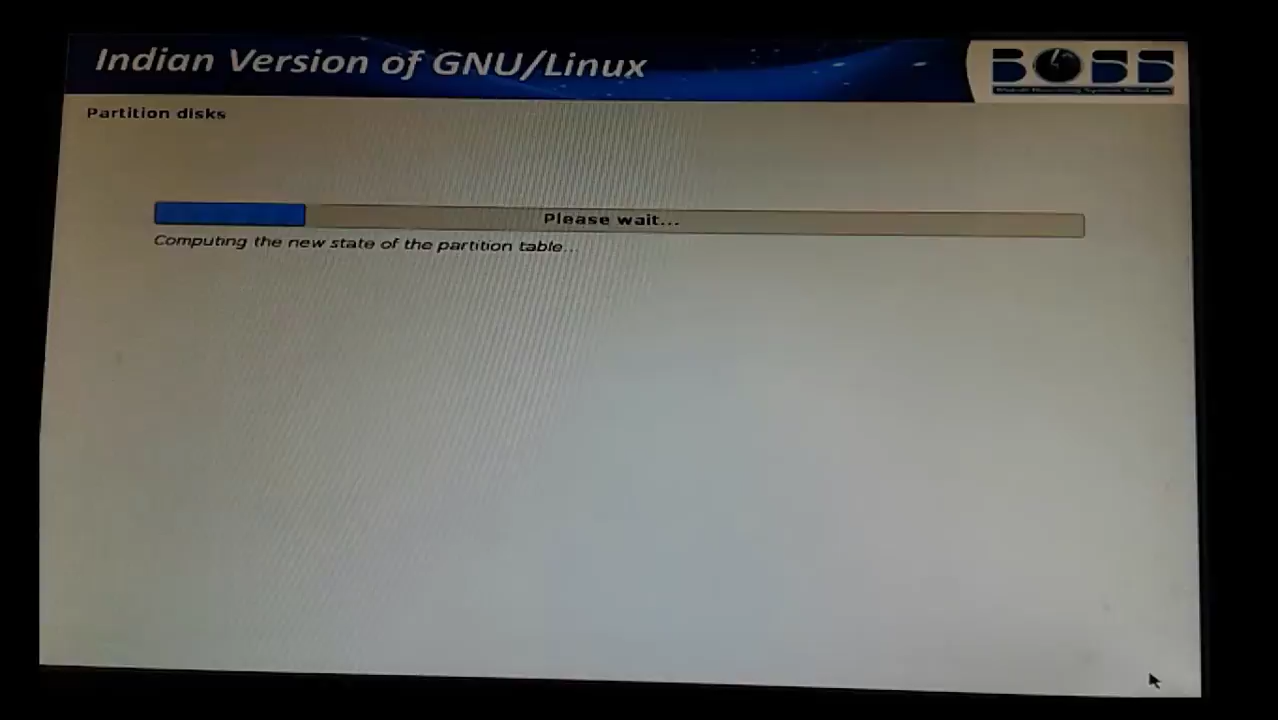 Indian Version of GNU/Linux
BOSS
Partition disks
Please wait...
Computing the new state of the partition table...